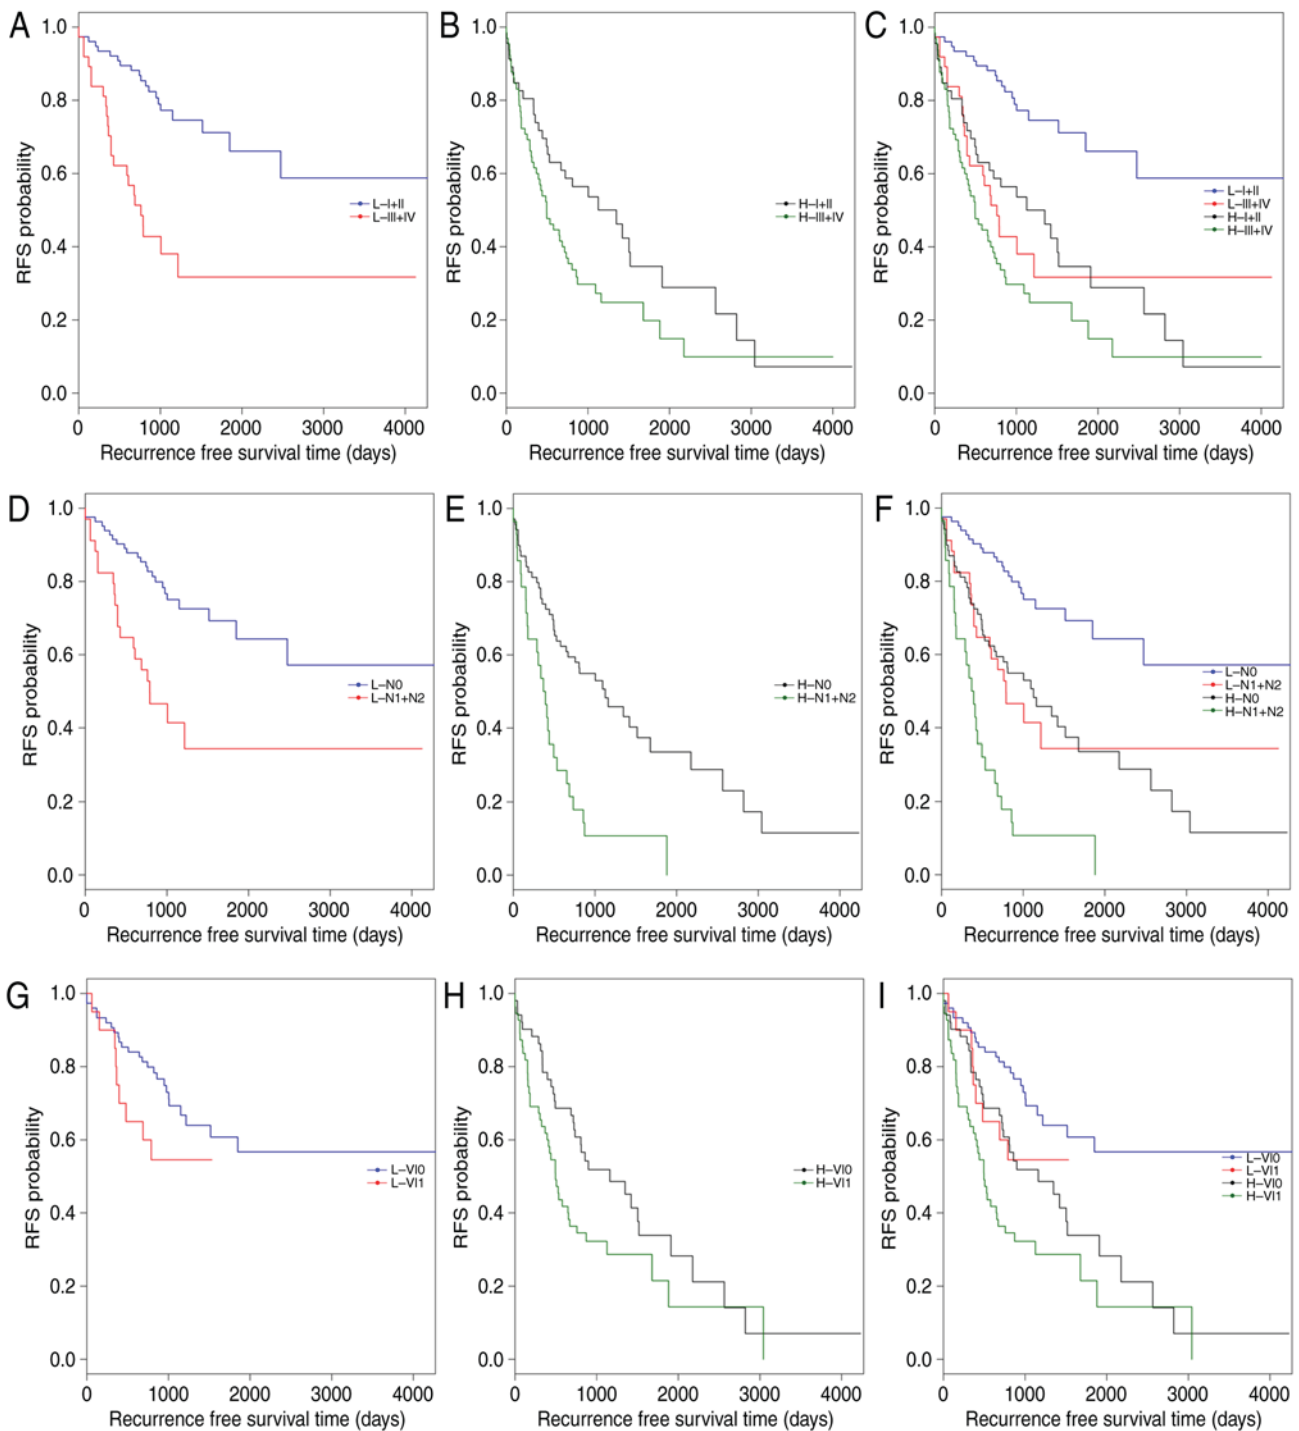 A
RFS probability
1.0
0.8
0.6
0.4
0.2
0.0
L–I+II
L–III+IV
0 1000 2000 3000 4000
Recurrence free survival time (days)
B
RFS probability
1.0
0.8
0.6
0.4
0.2
0.0
H–I+II
H–III+IV
0 1000 2000 3000 4000
Recurrence free survival time (days)
C
RFS probability
1.0
0.8
0.6
0.4
0.2
0.0
L–I+II
L–III+IV
H–I+II
H–III+IV
0 1000 2000 3000 4000
Recurrence free survival time (days)
D
RFS probability
1.0
0.8
0.6
0.4
0.2
0.0
L–N0
L–N1+N2
0 1000 2000 3000 4000
Recurrence free survival time (days)
E
RFS probability
1.0
0.8
0.6
0.4
0.2
0.0
H–N0
H–N1+N2
0 1000 2000 3000 4000
Recurrence free survival time (days)
F
RFS probability
1.0
0.8
0.6
0.4
0.2
0.0
L–N0
L–N1+N2
H–N0
H–N1+N2
0 1000 2000 3000 4000
Recurrence free survival time (days)
G
RFS probability
1.0
0.8
0.6
0.4
0.2
0.0
L–VI0
L–VI1
0 1000 2000 3000 4000
Recurrence free survival time (days)
H
RFS probability
1.0
0.8
0.6
0.4
0.2
0.0
H–VI0
H–VI1
0 1000 2000 3000 4000
Recurrence free survival time (days)
I
RFS probability
1.0
0.8
0.6
0.4
0.2
0.0
L–VI0
L–VI1
H–VI0
H–VI1
0 1000 2000 3000 4000
Recurrence free survival time (days)